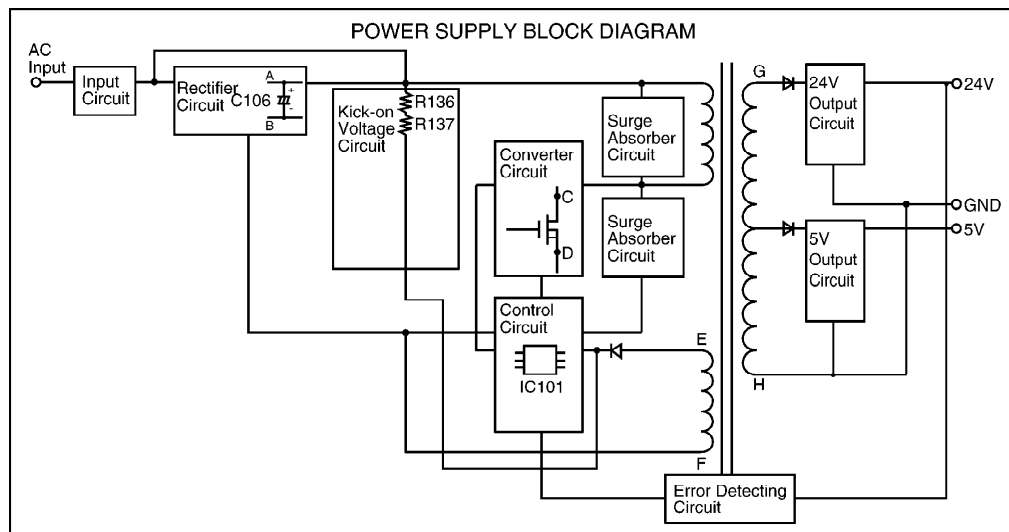 POWER SUPPLY BLOCK DIAGRAM
AC
Input
Input
Circuit
Rectifier
Circuit
A
+
C106
-
B
Kick-on
Voltage
Circuit
R136
R137
Converter
Circuit
C
D
Surge
Absorber
Circuit
Surge
Absorber
Circuit
Control
Circuit
IC101
E
F
G
H
24V
Output
Circuit
24V
GND
5V
5V
Output
Circuit
Error Detecting
Circuit